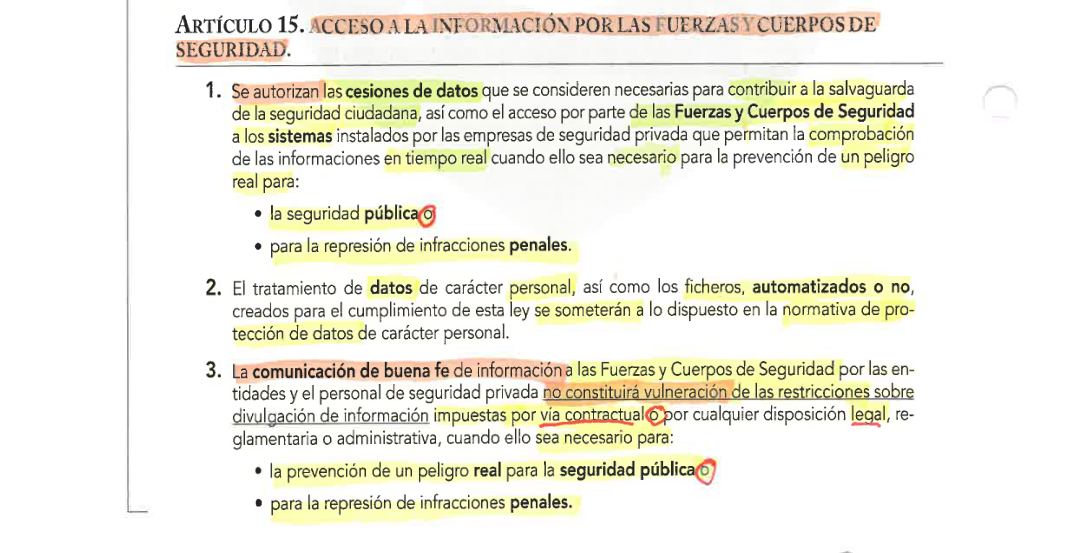 ARTÍCULO 15. ACCESO A LA INFORMACIÓN POR LAS FUERZAS Y CUERPOS DE
SEGURIDAD.
1. Se autorizan las cesiones de datos que se consideren necesarias para contribuir a la salvaguarda
de la seguridad ciudadana, así como el acceso por parte de las Fuerzas y Cuerpos de Seguridad
a los sistemas instalados por las empresas de seguridad privada que permitan la comprobación
de las informaciones en tiempo real cuando ello sea necesario para la prevención de un peligro
real para:
• la seguridad pública o
• para la represión de infracciones penales.
2. El tratamiento de datos de carácter personal, así como los ficheros, automatizados o no,
creados para el cumplimiento de esta ley se someterán a lo dispuesto en la normativa de pro-
tección de datos de carácter personal.
3. La comunicación de buena fe de información a las Fuerzas y Cuerpos de Seguridad por las en-
tidades y el personal de seguridad privada no constituirá vulneración de las restricciones sobre
divulgación de información impuestas por vía contractual o por cualquier disposición legal, re-
glamentaria o administrativa, cuando ello sea necesario para:
• la prevención de un peligro real para la seguridad pública o
• para la represión de infracciones penales.